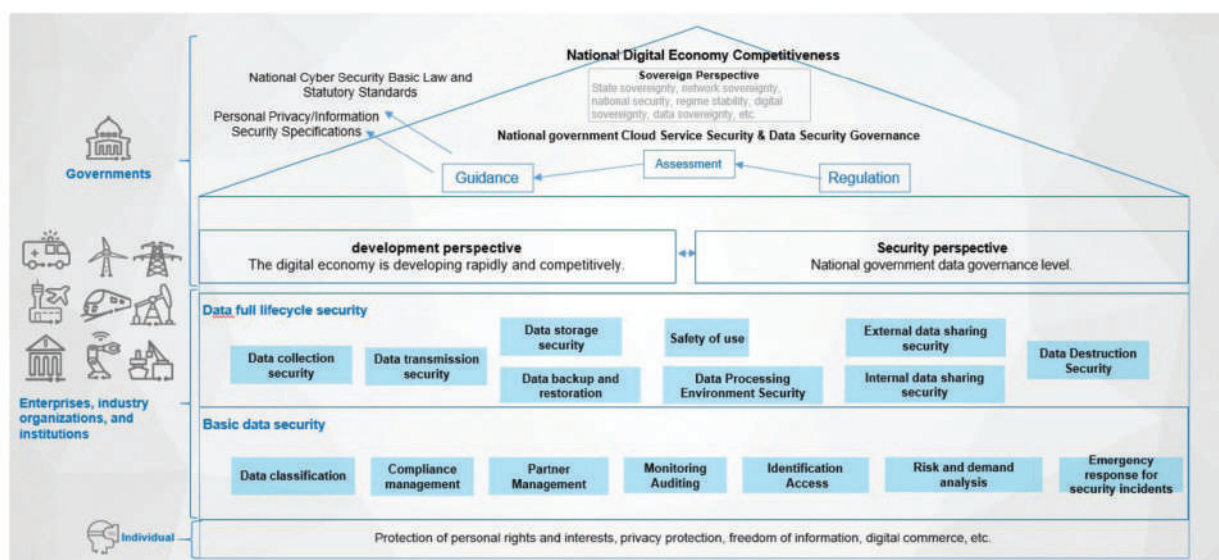 National Digital Economy Competitiveness
Sovereign Perspective
State sovereignty, network sovereignty,
national security, regime stability, digital
sovereignty, data sovereignty, etc.
National Cyber Security Basic Law and
Statutory Standards
Personal Privacy/Information
Security Specifications
National government Cloud Service Security & Data Security Governance
Governments
Guidance
Assessment
Regulation
development perspective
The digital economy is developing rapidly and competitively.
Security perspective
National government data governance level.
Enterprises, industry
organizations, and
institutions
Data full lifecycle security
Data collection
security
Data transmission
security
Data storage
security
Data backup and
restoration
Safety of use
Data Processing
Environment Security
External data sharing
security
Internal data sharing
security
Data Destruction
Security
Basic data security
Data classification
Compliance
management
Partner
Management
Monitoring
Auditing
Identification
Access
Risk and demand
analysis
Emergency
response for
security incidents
Individual
Protection of personal rights and interests, privacy protection, freedom of information, digital commerce, etc.